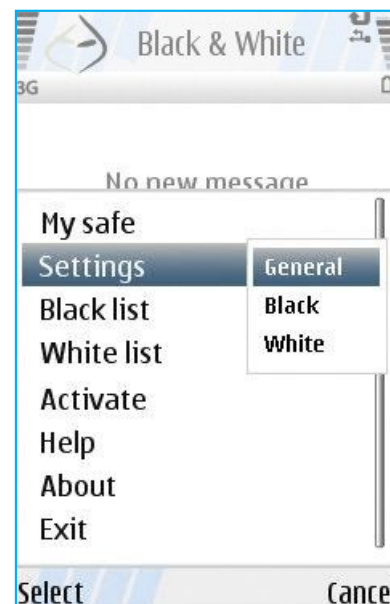 Black & White
3G
No new message
My safe
Settings
General
Black list
Black
White list
White
Activate
Help
About
Exit
Select Cance